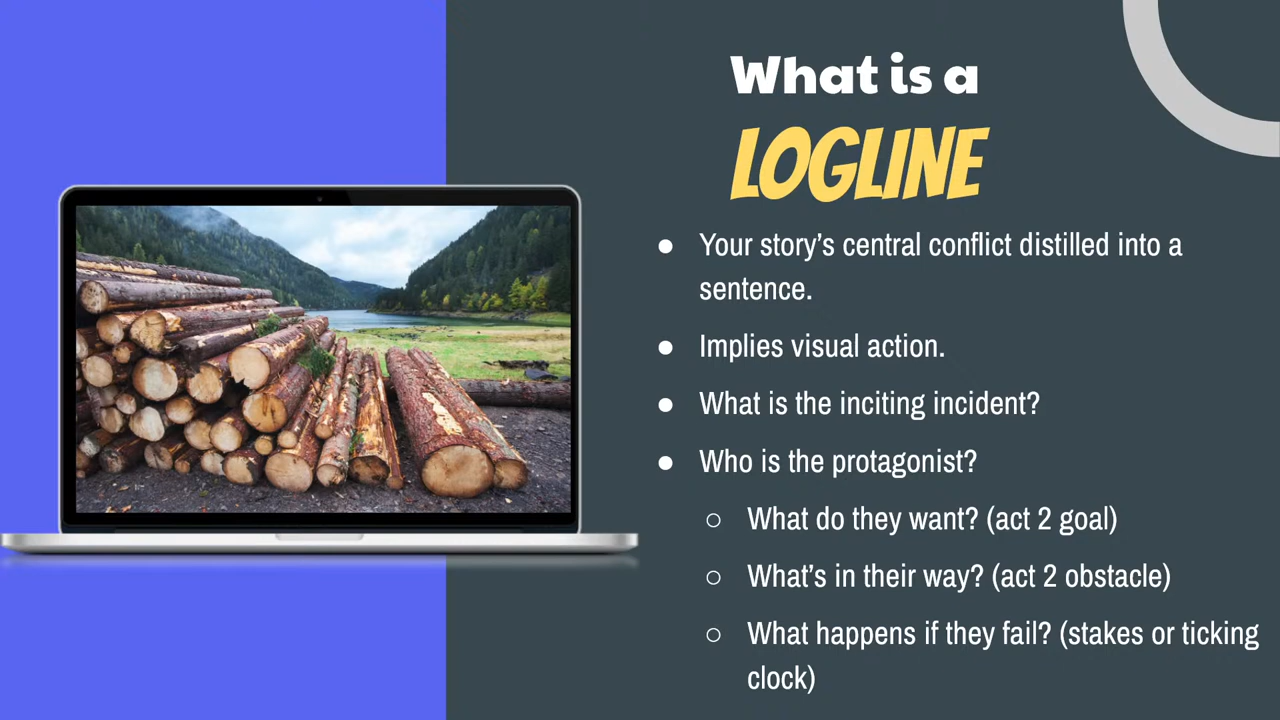 What is a
LOGLINE
● Your story’s central conflict distilled into a
sentence.
● Implies visual action.
● What is the inciting incident?
● Who is the protagonist?
○ What do they want? (act 2 goal)
○ What’s in their way? (act 2 obstacle)
○ What happens if they fail? (stakes or ticking
clock)